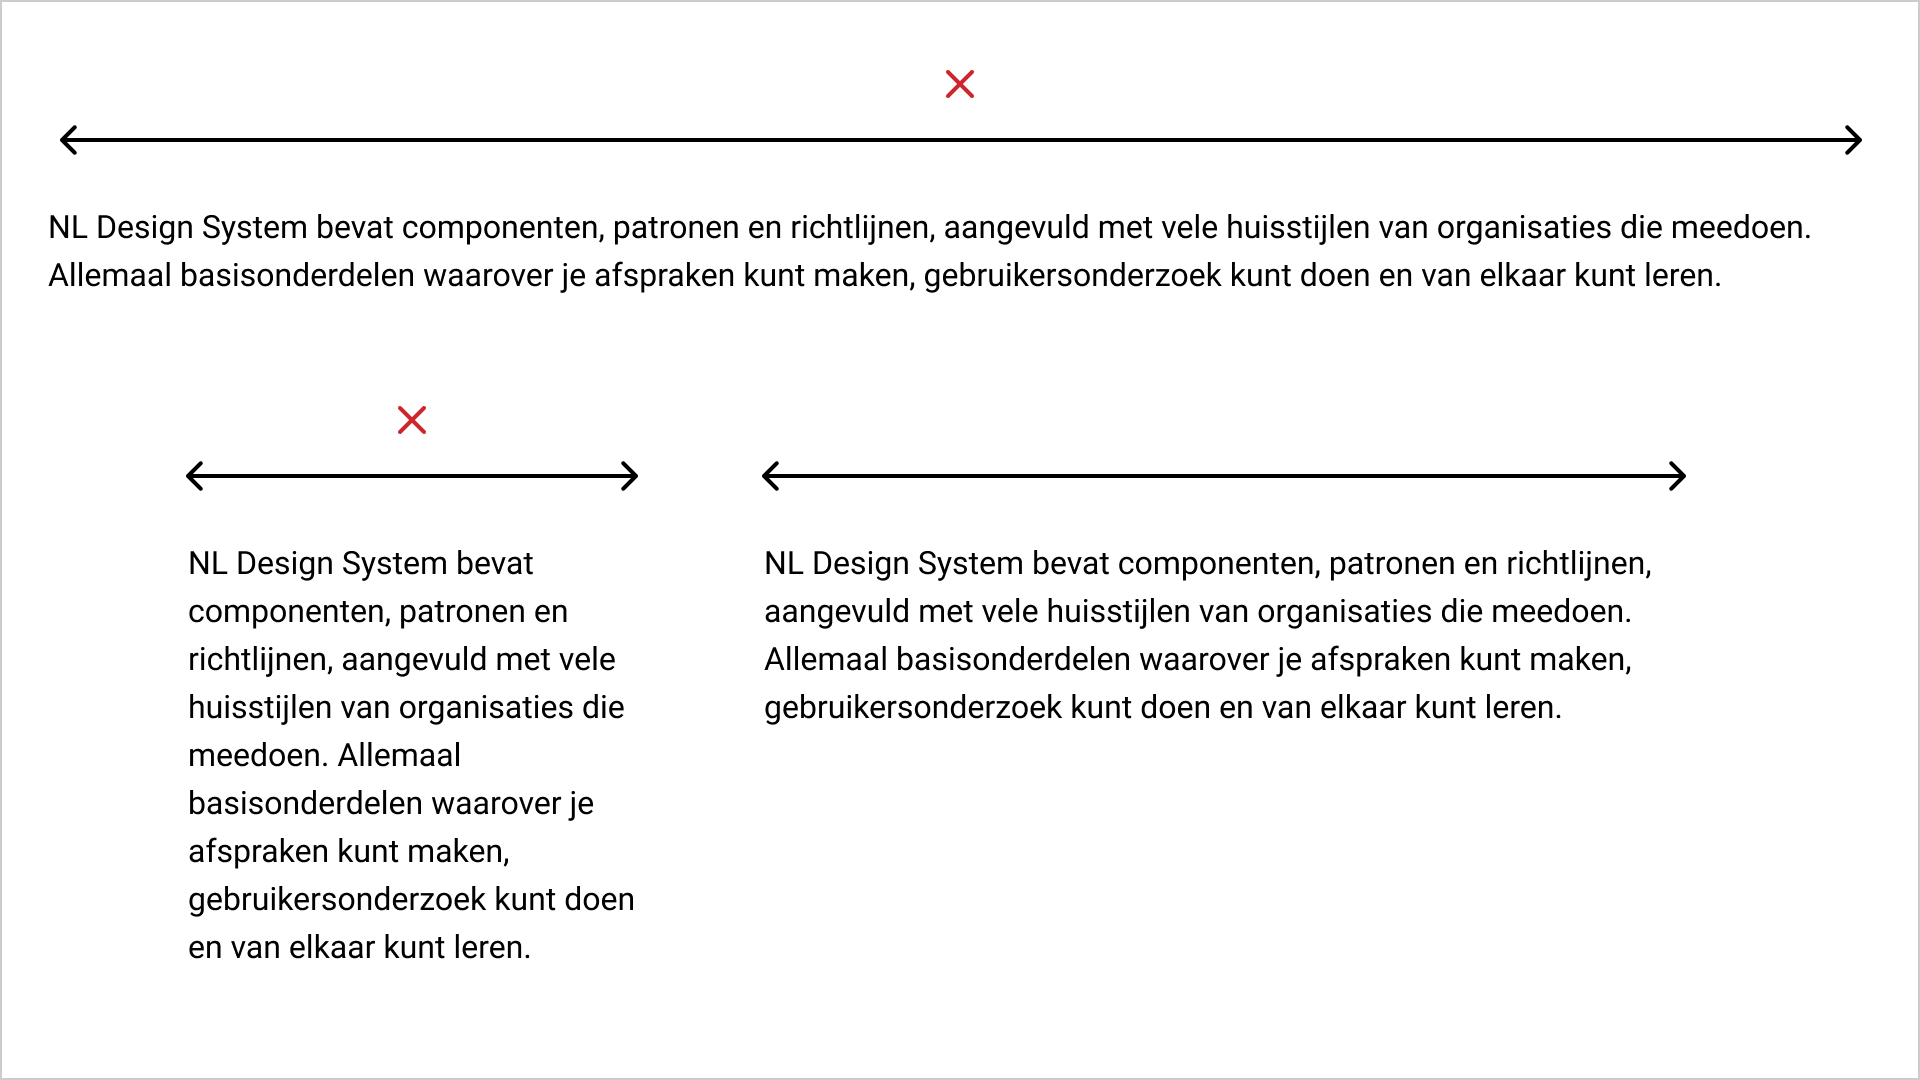 NL Design System bevat componenten, patronen en richtlijnen, aangevuld met vele huisstijlen van organisaties die meedoen.
Allemaal basisonderdelen waarover je afspraken kunt maken, gebruikersonderzoek kunt doen en van elkaar kunt leren.
NL Design System bevat
componenten, patronen en
richtlijnen, aangevuld met vele
huisstijlen van organisaties die
meedoen. Allemaal
basisonderdelen waarover je
afspraken kunt maken,
gebruikersonderzoek kunt doen
en van elkaar kunt leren.
NL Design System bevat componenten, patronen en richtlijnen,
aangevuld met vele huisstijlen van organisaties die meedoen.
Allemaal basisonderdelen waarover je afspraken kunt maken,
gebruikersonderzoek kunt doen en van elkaar kunt leren.